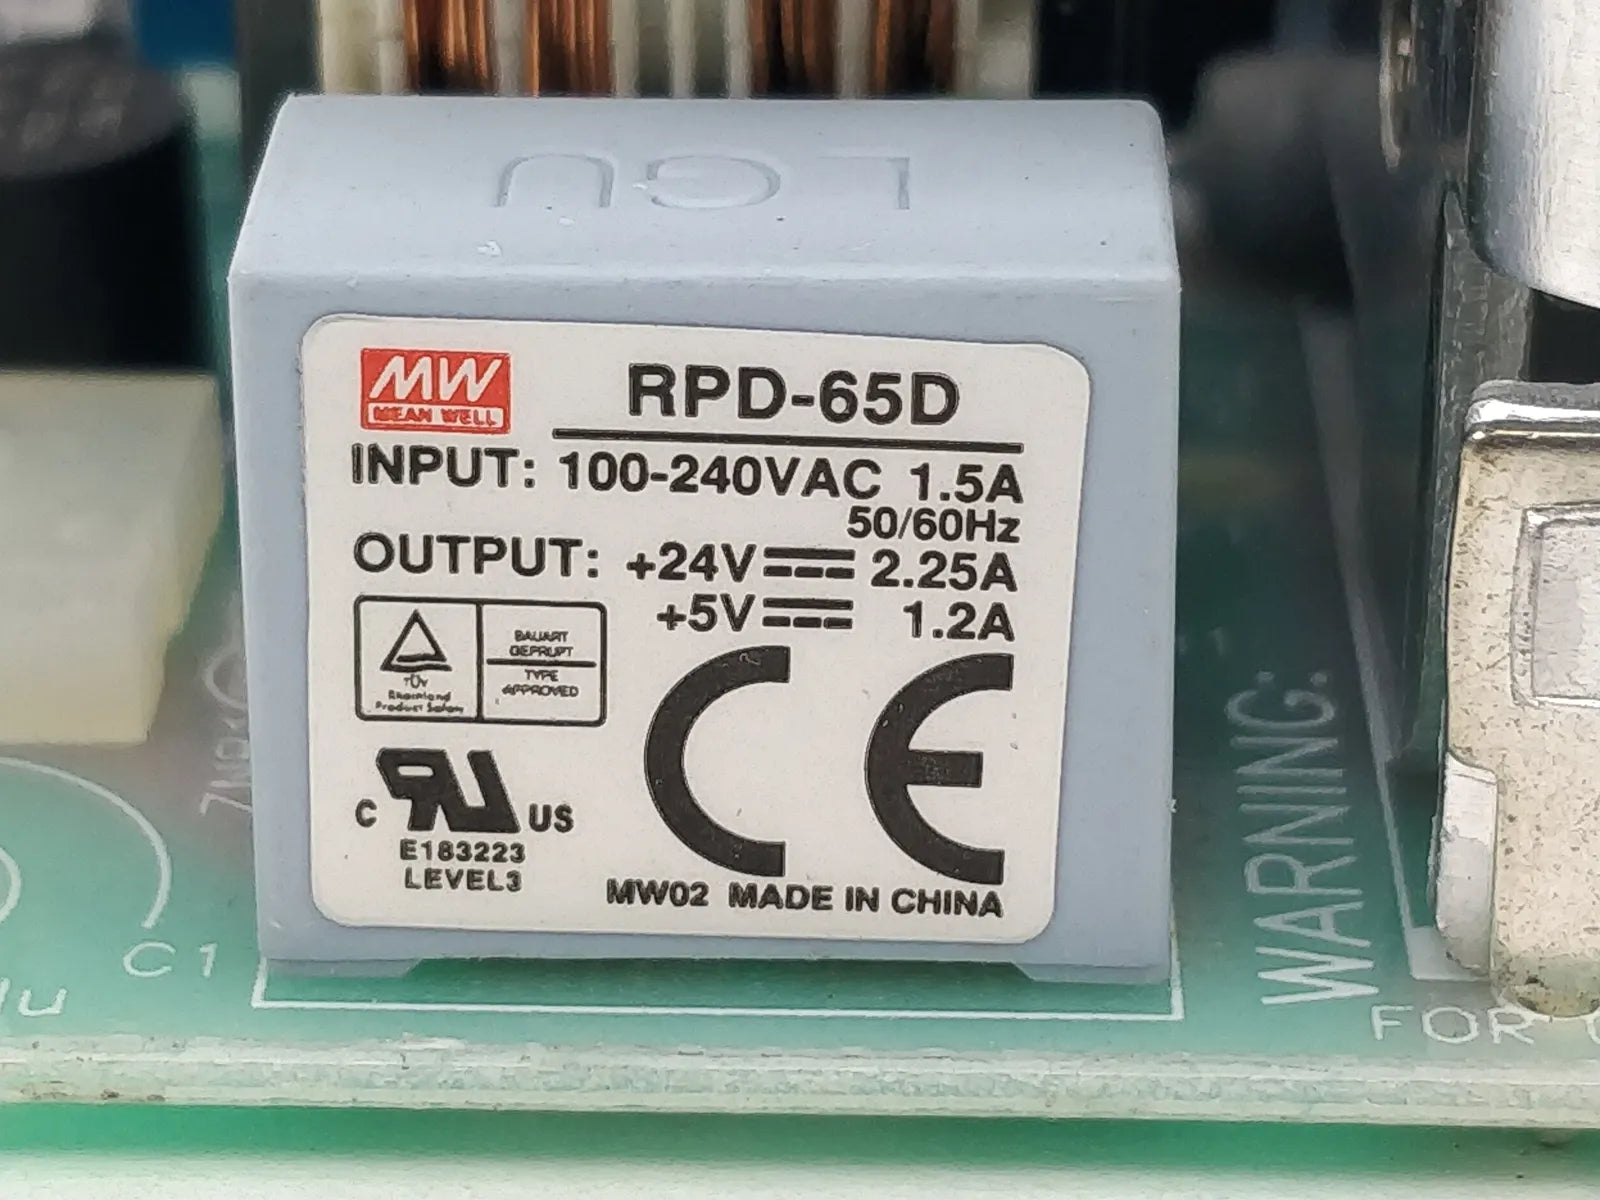 MW
MEAN WELL
RPD-65D
INPUT: 100-240VAC 1.5A
50/60Hz
OUTPUT: +24V 2.25A
+5V 1.2A
BAUART
GEPRUFT
TYPE
APPROVED
TÜV
Rheinland
Product Safety
C US
E183223
LEVEL3
CE
MW02 MADE IN CHINA
C1
WARNING:
FOR